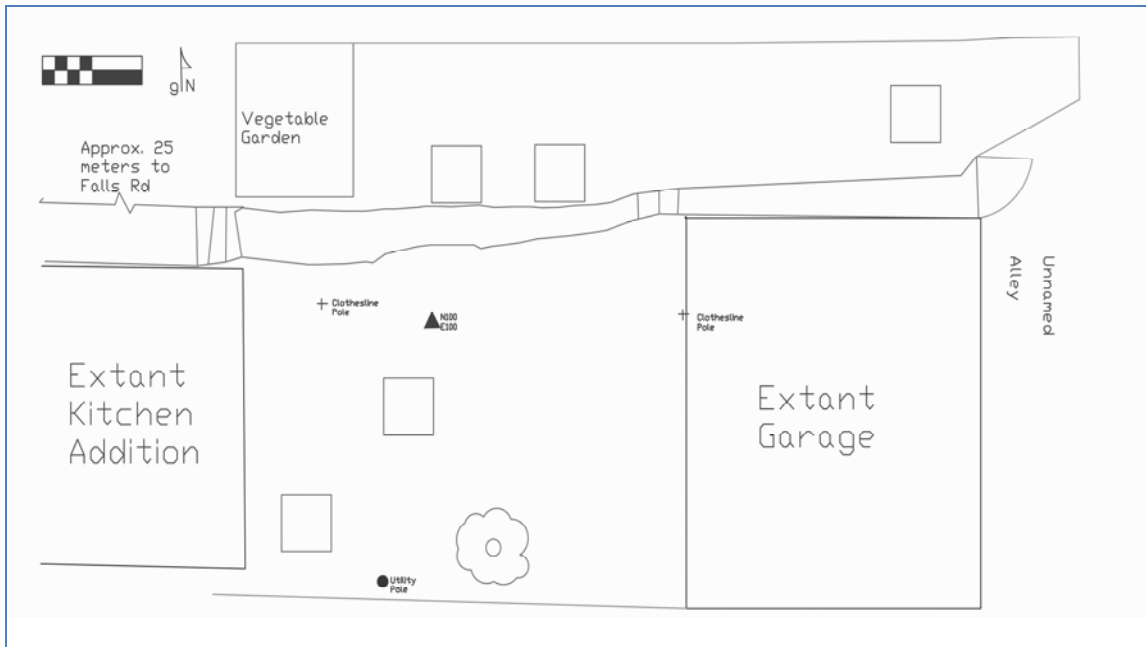 gN
Vegetable
Garden
Approx. 25
meters to
Falls Rd
Clothesline
Pole
N100
E100
Clothesline
Pole
Unnamed
Alley
Extant
Kitchen
Addition
Extant
Garage
Utility
Pole